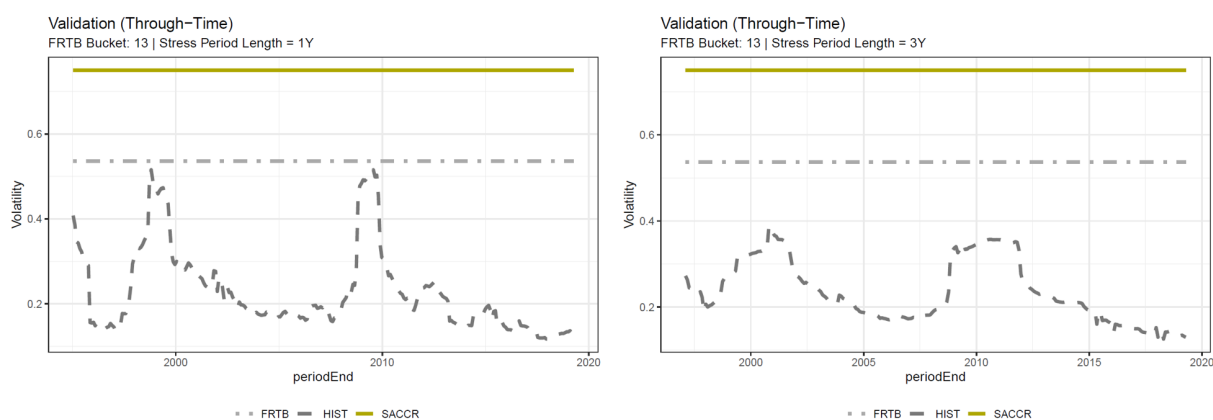 Validation (Through−Time)
FRTB Bucket: 13 | Stress Period Length = 1Y
0.6
0.4
0.2
Volatility
2000
2010
2020
periodEnd
FRTB HIST SACCR
Validation (Through−Time)
FRTB Bucket: 13 | Stress Period Length = 3Y
0.6
0.4
0.2
Volatility
2000
2005
2010
2015
2020
periodEnd
FRTB HIST SACCR